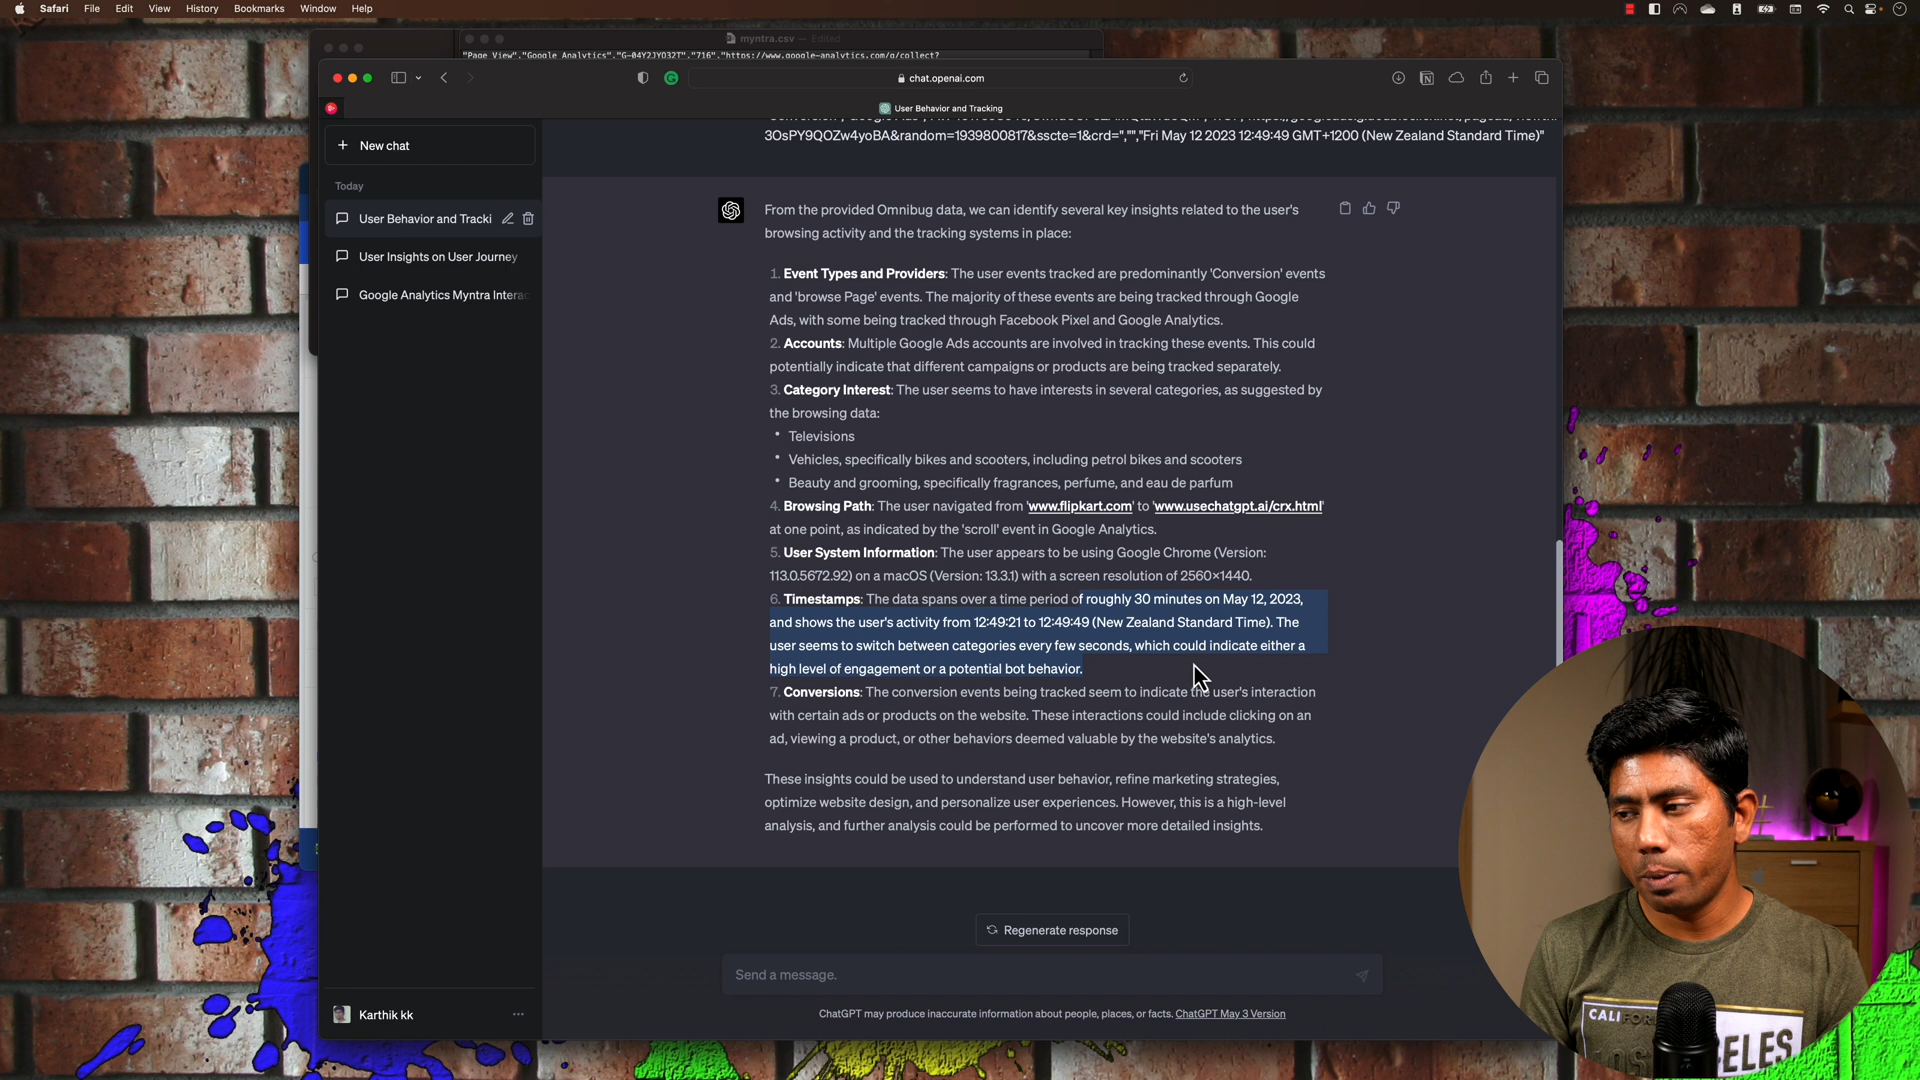 Safari File Edit View History Bookmarks Window Help
myntra.csv — Edited
"Page View","Google Analytics","G-04Y2JYO32T","716","https://www.google-analytics.com/g/collect?
chat.openai.com
User Behavior and Tracking
New chat
Today
User Behavior and Tracki
User Insights on User Journey
Google Analytics Myntra Interac
3OsPY9QOZw4yoBA&random=1939800817&sscte=1&crd=","","Fri May 12 2023 12:49:49 GMT+1200 (New Zealand Standard Time)"
From the provided Omnibug data, we can identify several key insights related to the user's
browsing activity and the tracking systems in place:
1. Event Types and Providers: The user events tracked are predominantly 'Conversion' events
and 'browse Page' events. The majority of these events are being tracked through Google
Ads, with some being tracked through Facebook Pixel and Google Analytics.
2. Accounts: Multiple Google Ads accounts are involved in tracking these events. This could
potentially indicate that different campaigns or products are being tracked separately.
3. Category Interest: The user seems to have interests in several categories, as suggested by
the browsing data:
• Televisions
• Vehicles, specifically bikes and scooters, including petrol bikes and scooters
• Beauty and grooming, specifically fragrances, perfume, and eau de parfum
4. Browsing Path: The user navigated from 'www.flipkart.com' to 'www.usechatgpt.ai/crx.html'
at one point, as indicated by the 'scroll' event in Google Analytics.
5. User System Information: The user appears to be using Google Chrome (Version:
113.0.5672.92) on a macOS (Version: 13.3.1) with a screen resolution of 2560×1440.
6. Timestamps: The data spans over a time period of roughly 30 minutes on May 12, 2023,
and shows the user's activity from 12:49:21 to 12:49:49 (New Zealand Standard Time). The
user seems to switch between categories every few seconds, which could indicate either a
high level of engagement or a potential bot behavior.
7. Conversions: The conversion events being tracked seem to indicate the user's interaction
with certain ads or products on the website. These interactions could include clicking on an
ad, viewing a product, or other behaviors deemed valuable by the website's analytics.
These insights could be used to understand user behavior, refine marketing strategies,
optimize website design, and personalize user experiences. However, this is a high-level
analysis, and further analysis could be performed to uncover more detailed insights.
Regenerate response
Send a message.
Karthik kk
ChatGPT may produce inaccurate information about people, places, or facts. ChatGPT May 3 Version